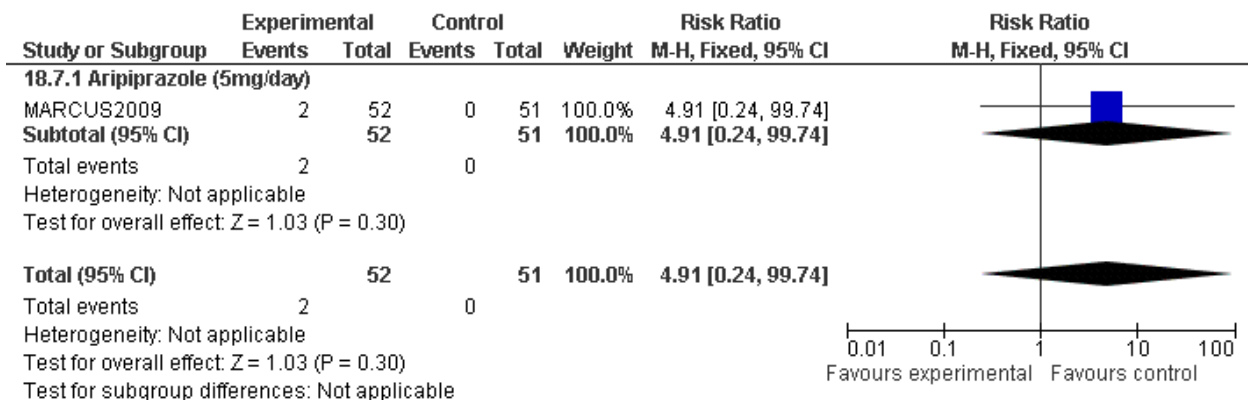 Experimental Control Risk Ratio Risk Ratio
Study or Subgroup Events Total Events Total Weight M-H, Fixed, 95% CI M-H, Fixed, 95% CI
18.7.1 Aripiprazole (5mg/day)
MARCUS2009 2 52 0 51 100.0% 4.91 [0.24, 99.74]
Subtotal (95% CI) 52 51 100.0% 4.91 [0.24, 99.74]
Total events 2 0
Heterogeneity: Not applicable
Test for overall effect: Z = 1.03 (P = 0.30)
Total (95% CI) 52 51 100.0% 4.91 [0.24, 99.74]
Total events 2 0
Heterogeneity: Not applicable
Test for overall effect: Z = 1.03 (P = 0.30)
Test for subgroup differences: Not applicable
0.01 0.1 1 10 100
Favours experimental Favours control